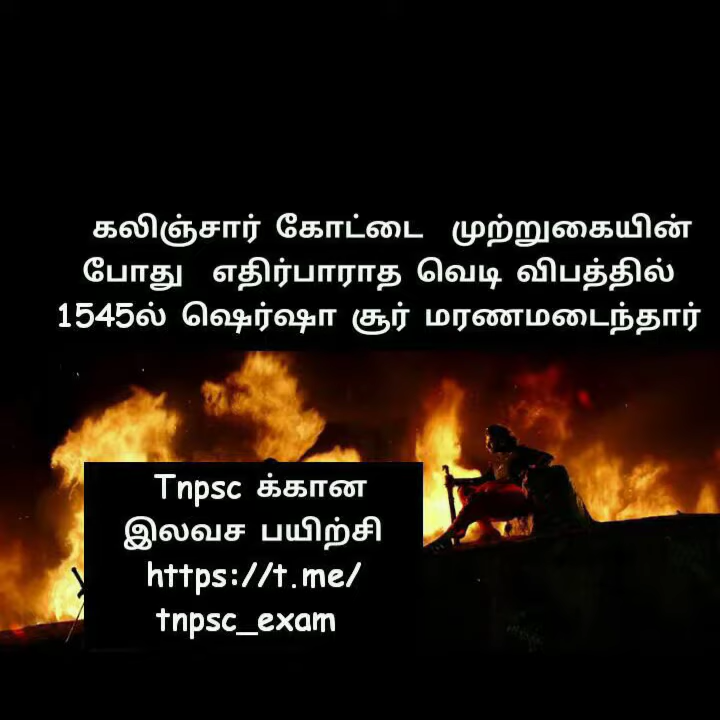 கலிஞ்சார் கோட்டை முற்றுகையின்
போது எதிர்பாராத வெடி விபத்தில்
1545ல் ஷெர்ஷா சூர் மரணமடைந்தார்
Tnpsc க்கான
இலவச பயிற்சி
https://t.me/
tnpsc_exam